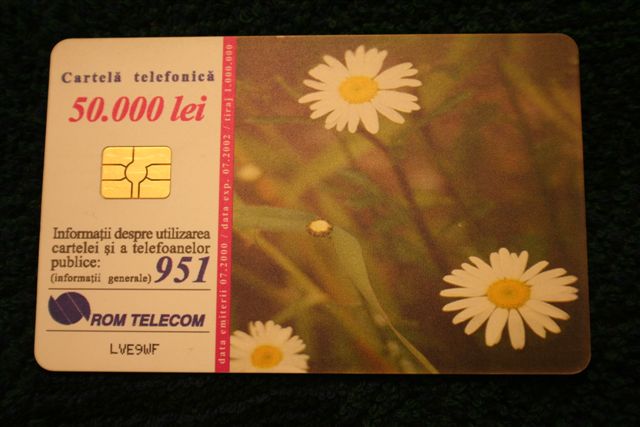 Cartelă telefonică
50.000 lei
Informații despre utilizarea
cartelei și a telefoanelor
publice:
(informații generale) 951
ROM TELECOM
LVE9WF
data emiterii 07.2000 / data exp. 07.2002 / tiraj 1.000.000